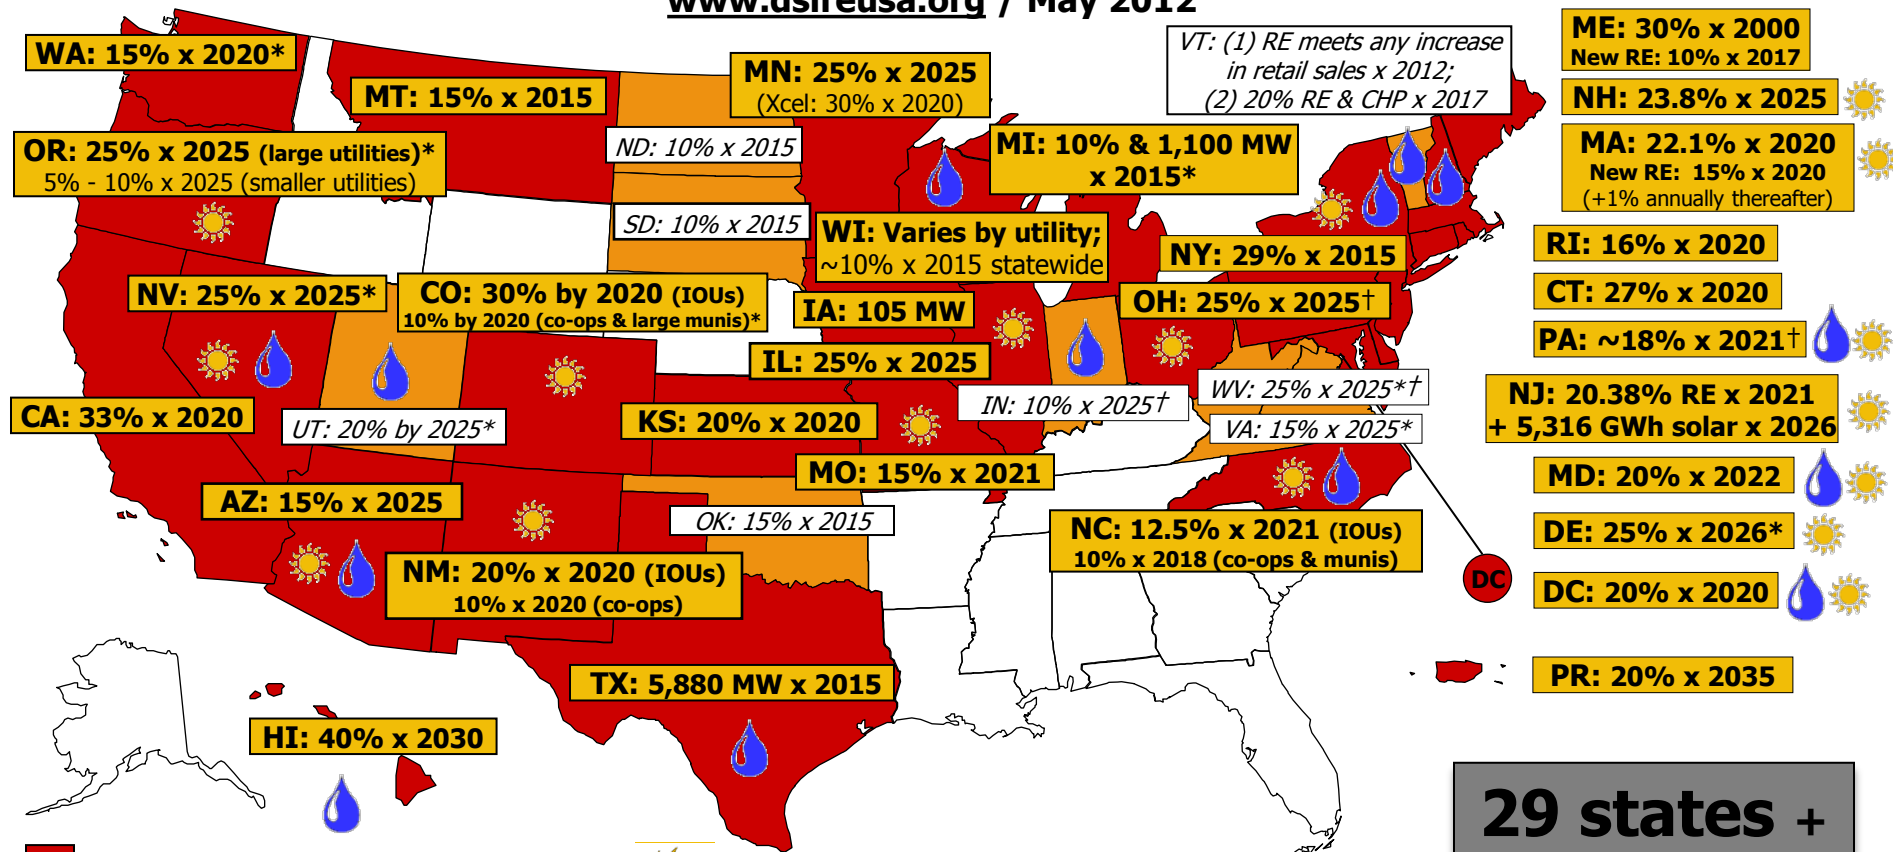 www.dsireusa.org / May 2012
WA: 15% x 2020*
MT: 15% x 2015
MN: 25% x 2025
(Xcel: 30% x 2020)
VT: (1) RE meets any increase
in retail sales x 2012;
(2) 20% RE & CHP x 2017
ME: 30% x 2000
New RE: 10% x 2017
NH: 23.8% x 2025
OR: 25% x 2025 (large utilities)*
5% - 10% x 2025 (smaller utilities)
ND: 10% x 2015
MI: 10% & 1,100 MW
x 2015*
MA: 22.1% x 2020
New RE: 15% x 2020
(+1% annually thereafter)
SD: 10% x 2015
WI: Varies by utility;
~10% x 2015 statewide
NY: 29% x 2015
RI: 16% x 2020
NV: 25% x 2025*
CO: 30% by 2020 (IOUs)
10% by 2020 (co-ops & large munis)*
IA: 105 MW
OH: 25% x 2025†
CT: 27% x 2020
PA: ~18% x 2021†
IL: 25% x 2025
CA: 33% x 2020
UT: 20% by 2025*
KS: 20% x 2020
IN: 10% x 2025†
WV: 25% x 2025*†
VA: 15% x 2025*
NJ: 20.38% RE x 2021
+ 5,316 GWh solar x 2026
MO: 15% x 2021
MD: 20% x 2022
AZ: 15% x 2025
OK: 15% x 2015
NC: 12.5% x 2021 (IOUs)
10% x 2018 (co-ops & munis)
DE: 25% x 2026*
NM: 20% x 2020 (IOUs)
10% x 2020 (co-ops)
DC
DC: 20% x 2020
TX: 5,880 MW x 2015
PR: 20% x 2035
HI: 40% x 2030
29 states +